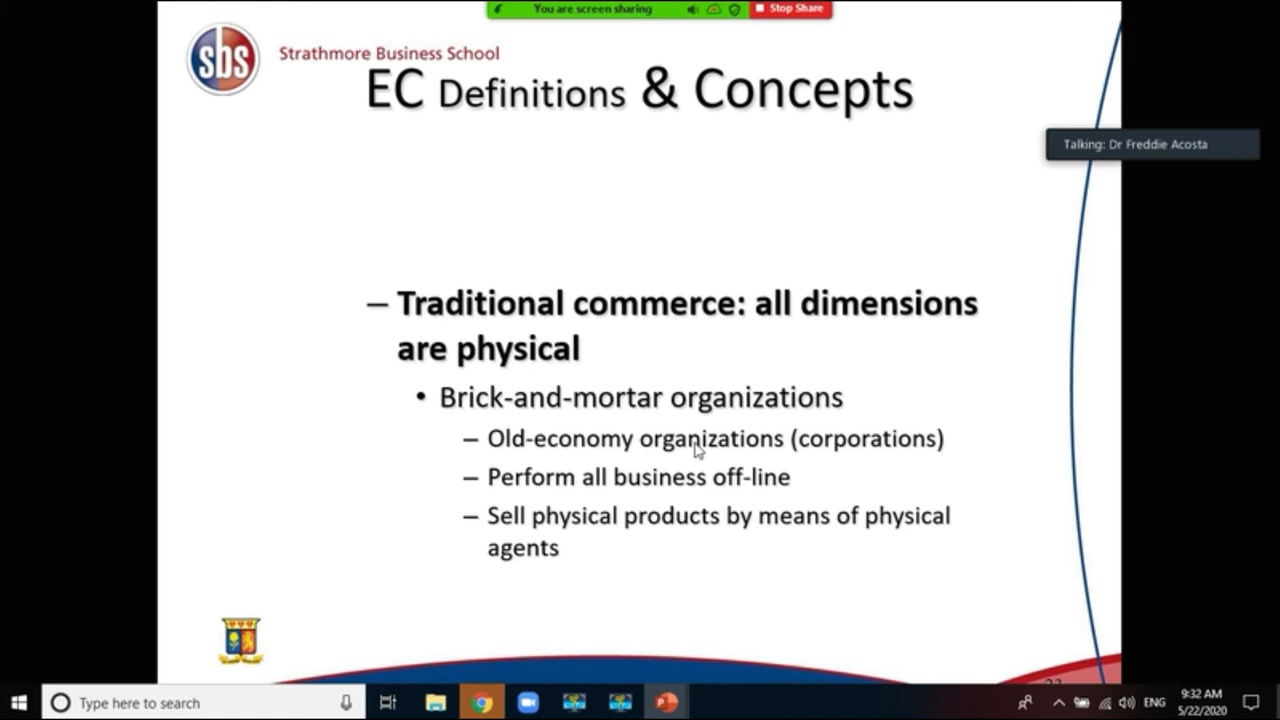 You are screen sharing Stop Share
sbs
Strathmore Business School
EC Definitions & Concepts
Talking: Dr Freddie Acosta
– Traditional commerce: all dimensions
are physical
• Brick-and-mortar organizations
– Old-economy organizations (corporations)
– Perform all business off-line
– Sell physical products by means of physical
agents
Type here to search
ENG
9:32 AM
5/22/2020